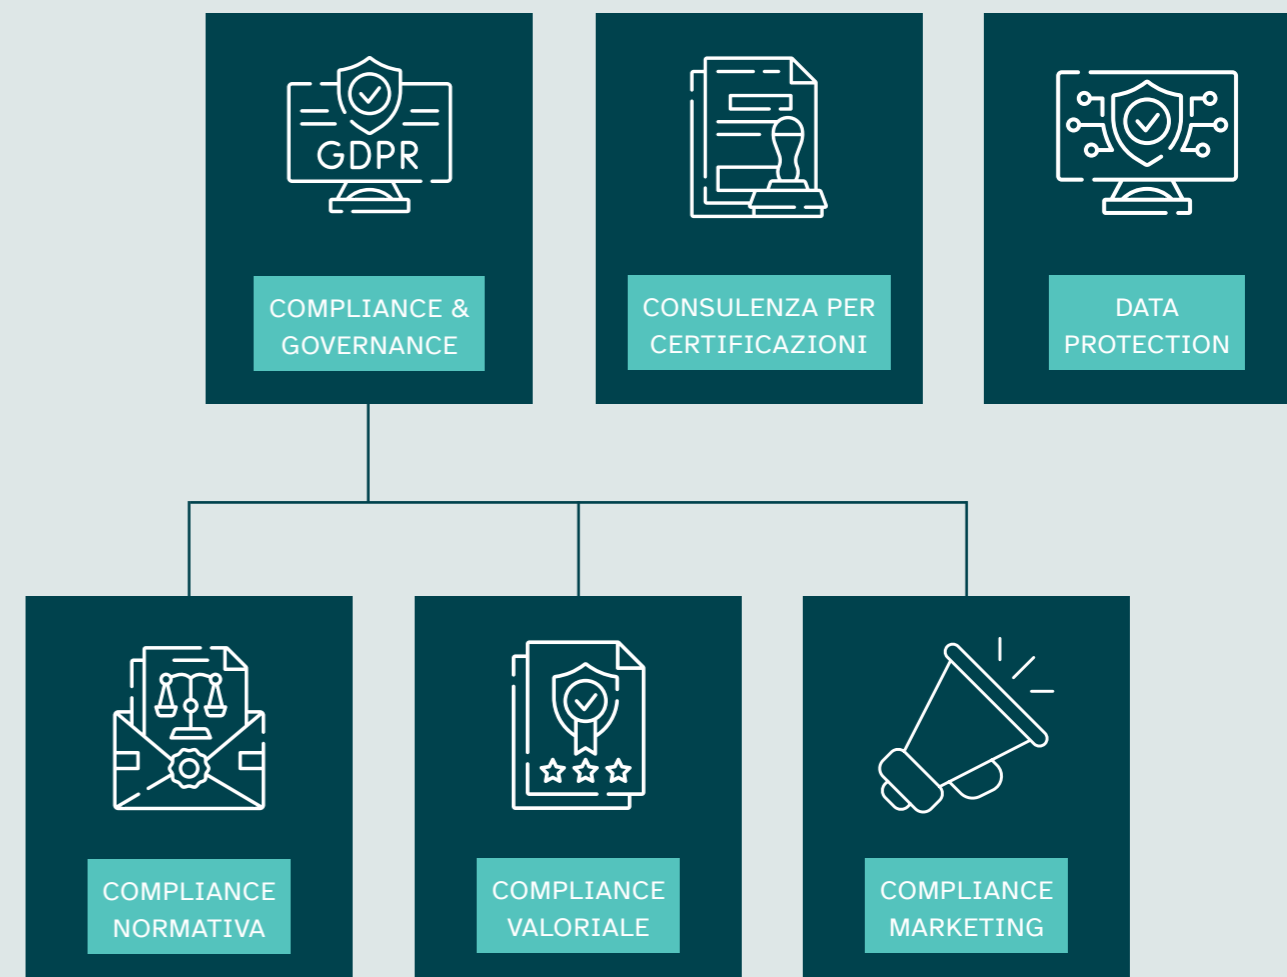 GDPR
COMPLIANCE &
GOVERNANCE
CONSULENZA PER
CERTIFICAZIONI
DATA
PROTECTION
COMPLIANCE
NORMATIVA
COMPLIANCE
VALORIALE
COMPLIANCE
MARKETING